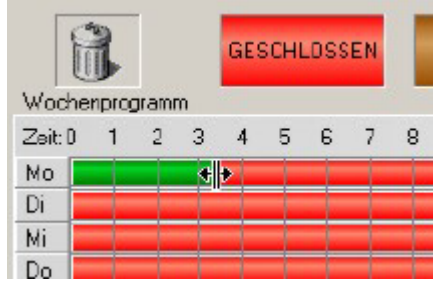 GESCHLOSSEN
Wochenprogramm
Zeit: 0 1 2 3 4 5 6 7 8
Mo
Di
Mi
Do